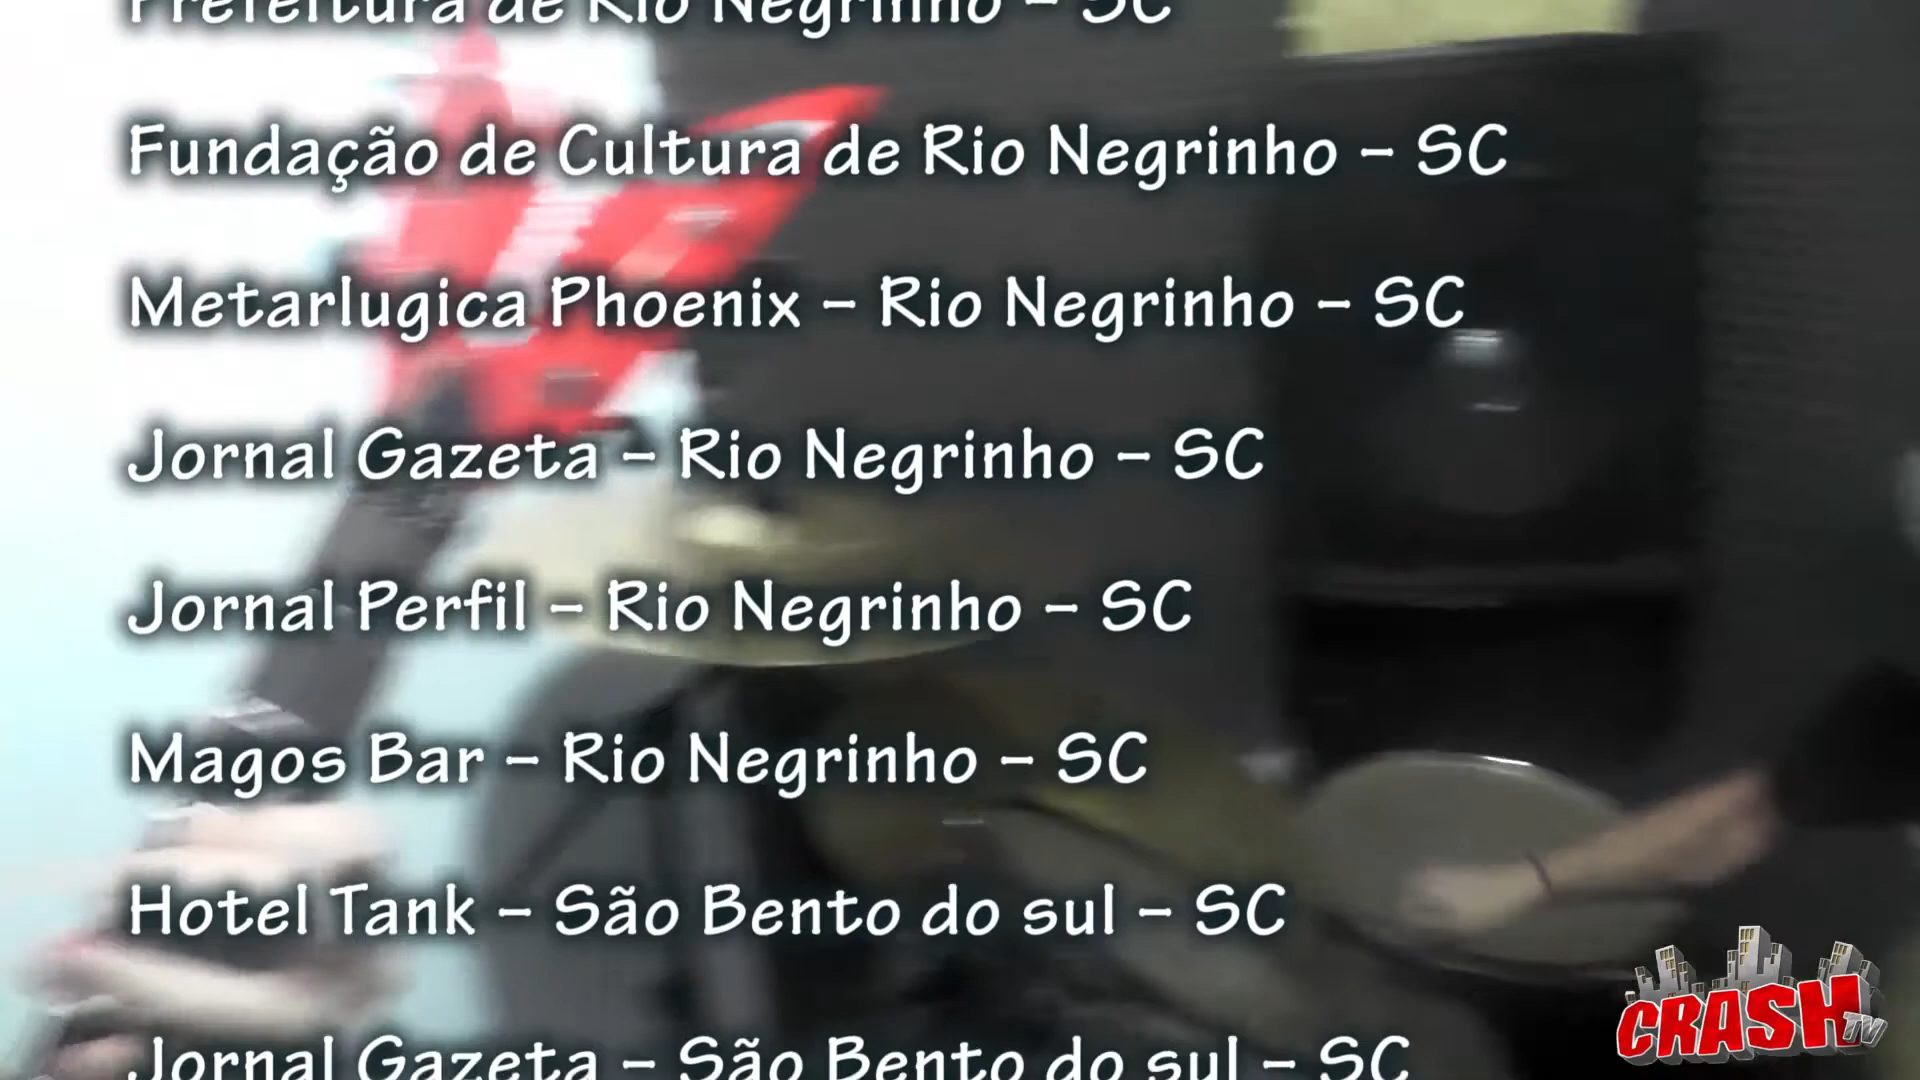 Prefeitura de Rio Negrinho – SC
Fundação de Cultura de Rio Negrinho – SC
Metarlugica Phoenix – Rio Negrinho – SC
Jornal Gazeta – Rio Negrinho – SC
Jornal Perfil – Rio Negrinho – SC
Magos Bar – Rio Negrinho – SC
Hotel Tank – São Bento do sul – SC
Jornal Gazeta – São Bento do sul – SC
CRASH TV